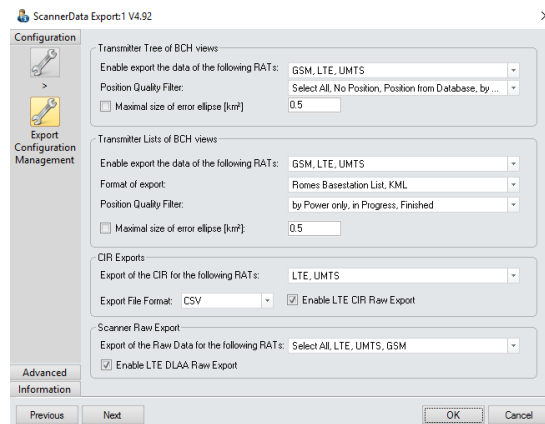 ScannerData Export:1 V4.92
Configuration
>
Export
Configuration
Management
Advanced
Information
Transmitter Tree of BCH views
Enable export the data of the following RATs: GSM, LTE, UMTS
Position Quality Filter: Select All, No Position, Position from Database, by ...
Maximal size of error ellipse [km²] 0.5
Transmitter Lists of BCH views
Enable export the data of the following RATs: GSM, LTE, UMTS
Format of export: Romes Basestation List, KML
Position Quality Filter: by Power only, in Progress, Finished
Maximal size of error ellipse [km²]: 0.5
CIR Exports
Export of the CIR for the following RATs: LTE, UMTS
Export File Format: CSV Enable LTE CIR Raw Export
Scanner Raw Export
Export of the Raw Data for the following RATs: Select All, LTE, UMTS, GSM
Enable LTE DLAA Raw Export
Previous Next OK Cancel